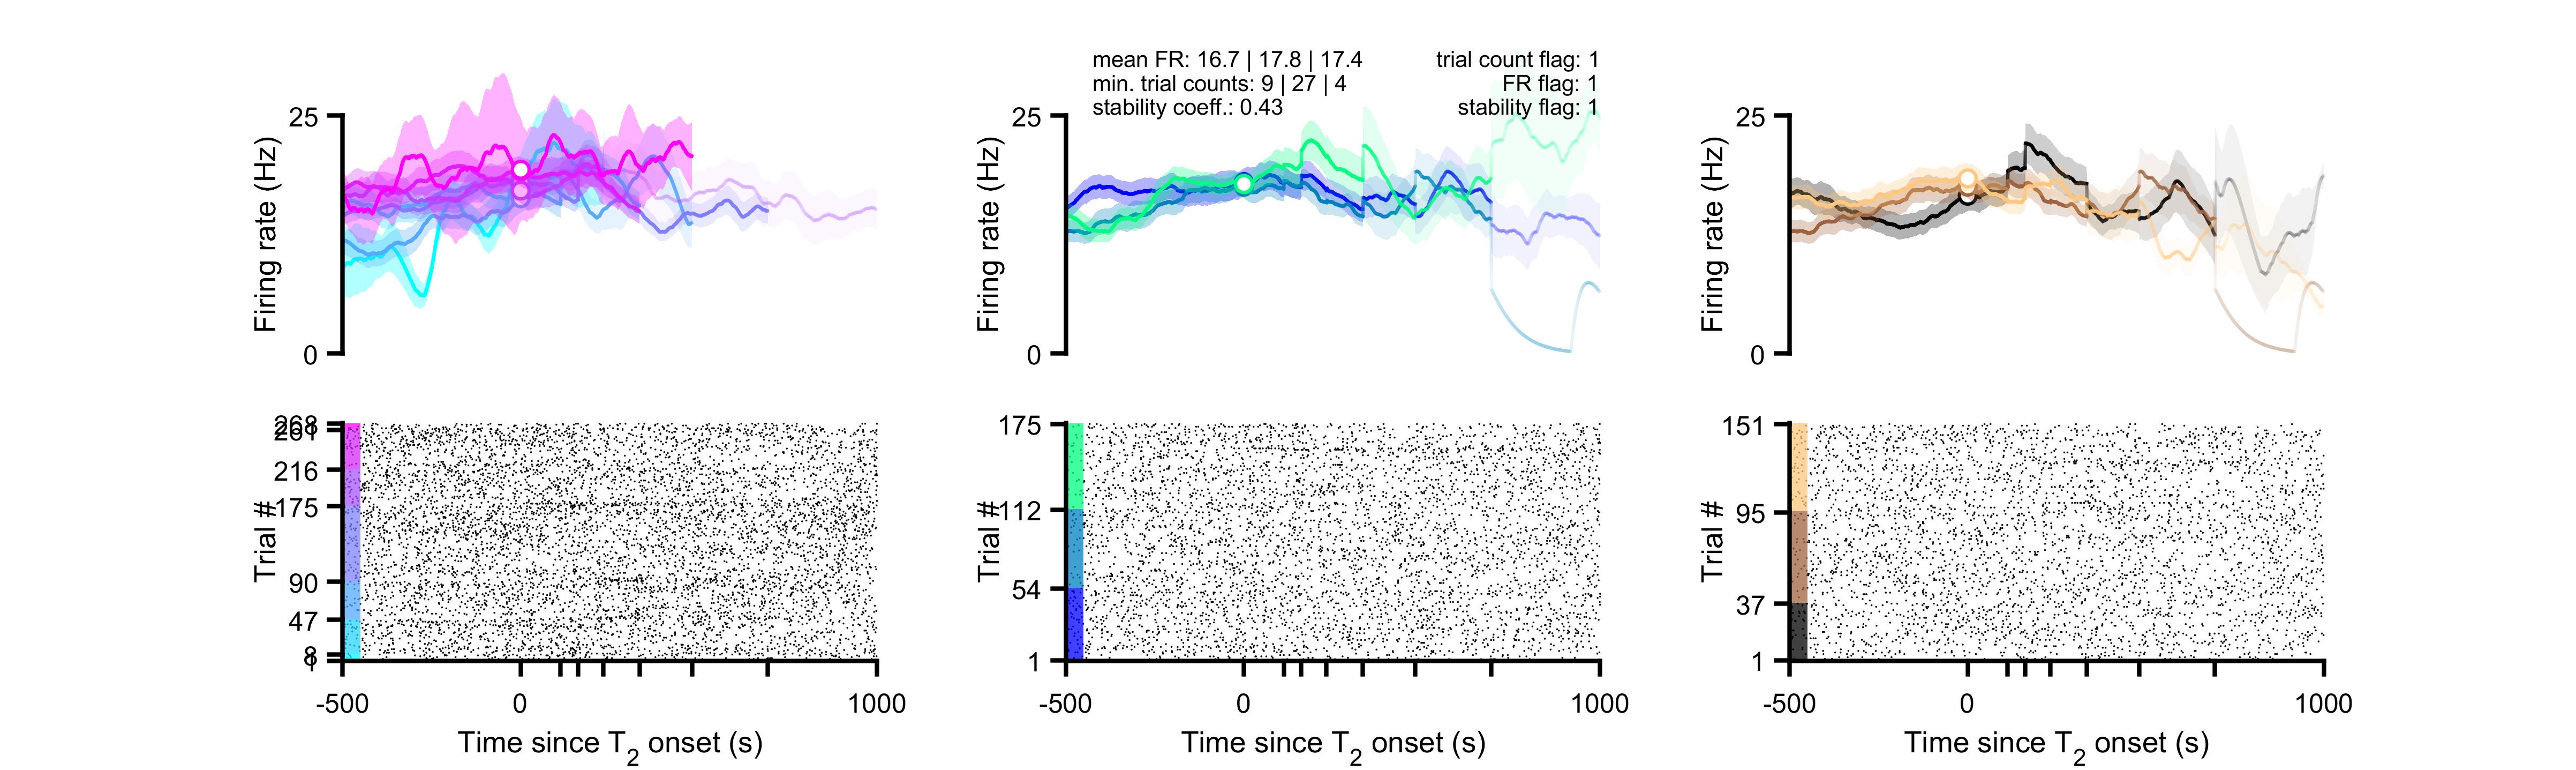 mean FR: 16.7 | 17.8 | 17.4
trial count flag: 1
min. trial counts: 9 | 27 | 4
FR flag: 1
stability coeff.: 0.43
stability flag: 1
25
0
Firing rate (Hz)
25
0
Firing rate (Hz)
25
0
Firing rate (Hz)
268
261
216
175
90
47
8
1
Trial #
-500
0
1000
Time since T2 onset (s)
175
112
54
1
Trial #
-500
0
1000
Time since T2 onset (s)
151
95
37
1
Trial #
-500
0
1000
Time since T2 onset (s)